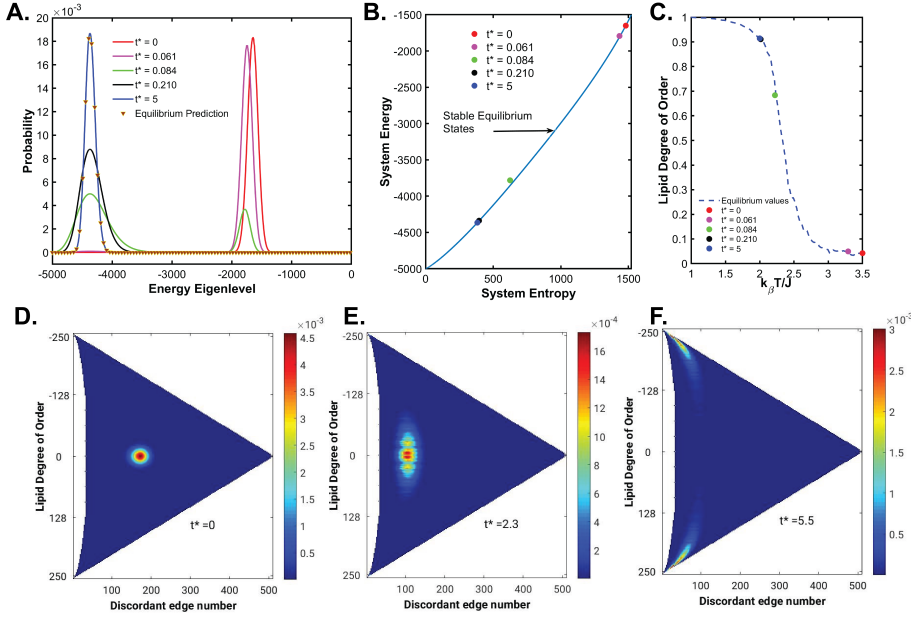 A.
×10⁻³
20
18
16
14
12
10
8
6
4
2
0
Probability
t* = 0
t* = 0.061
t* = 0.084
t* = 0.210
t* = 5
Equilibrium Prediction
-5000
-4000
-3000
-2000
-1000
0
Energy Eigenlevel
B.
-1500
-2000
-2500
-3000
-3500
-4000
-4500
-5000
System Energy
t* = 0
t* = 0.061
t* = 0.084
t* = 0.210
t* = 5
Stable Equilibrium
States
0
500
1000
1500
System Entropy
C.
1
0.9
0.8
0.7
0.6
0.5
0.4
0.3
0.2
0.1
0
Lipid Degree of Order
Equilibrium values
t* = 0
t* = 0.061
t* = 0.084
t* = 0.210
t* = 5
1
1.5
2
2.5
3
3.5
kᵦT/J
D.
-250
-128
0
128
250
Lipid Degree of Order
t* =0
100
200
300
400
500
Discordant edge number
×10⁻³
4.5
4
3.5
3
2.5
2
1.5
1
0.5
E.
-250
-128
0
128
250
Lipid Degree of Order
t* =2.3
100
200
300
400
500
Discordant edge number
×10⁻⁴
16
14
12
10
8
6
4
2
F.
-250
-128
0
128
250
Lipid Degree of Order
t* =5.5
100
200
300
400
500
Discordant edge number
×10⁻³
3
2.5
2
1.5
1
0.5